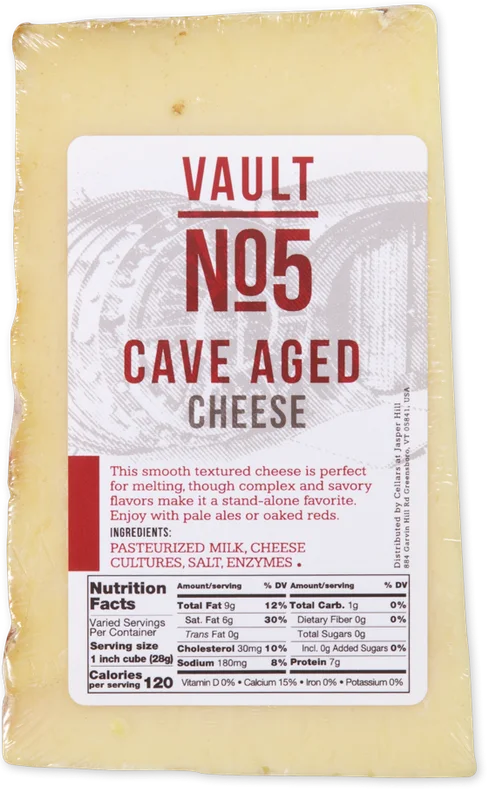 VAULT
Nº5
CAVE AGED
CHEESE
This smooth textured cheese is perfect
for melting, though complex and savory
flavors make it a stand-alone favorite.
Enjoy with pale ales or oaked reds.
INGREDIENTS:
PASTEURIZED MILK, CHEESE
CULTURES, SALT, ENZYMES .
Distributed by Cellars at Jasper Hill
884 Garvin Hill Rd Greensboro, VT 05841, USA
Nutrition
Facts
Varied Servings
Per Container
Serving size
1 inch cube (28g)
Calories
per serving 120
Amount/serving % DV
Total Fat 9g 12%
Sat. Fat 6g 30%
Trans Fat 0g
Cholesterol 30mg 10%
Sodium 180mg 8%
Amount/serving % DV
Total Carb. 1g 0%
Dietary Fiber 0g 0%
Total Sugars 0g
Incl. 0g Added Sugars 0%
Protein 7g
Vitamin D 0% • Calcium 15% • Iron 0% • Potassium 0%